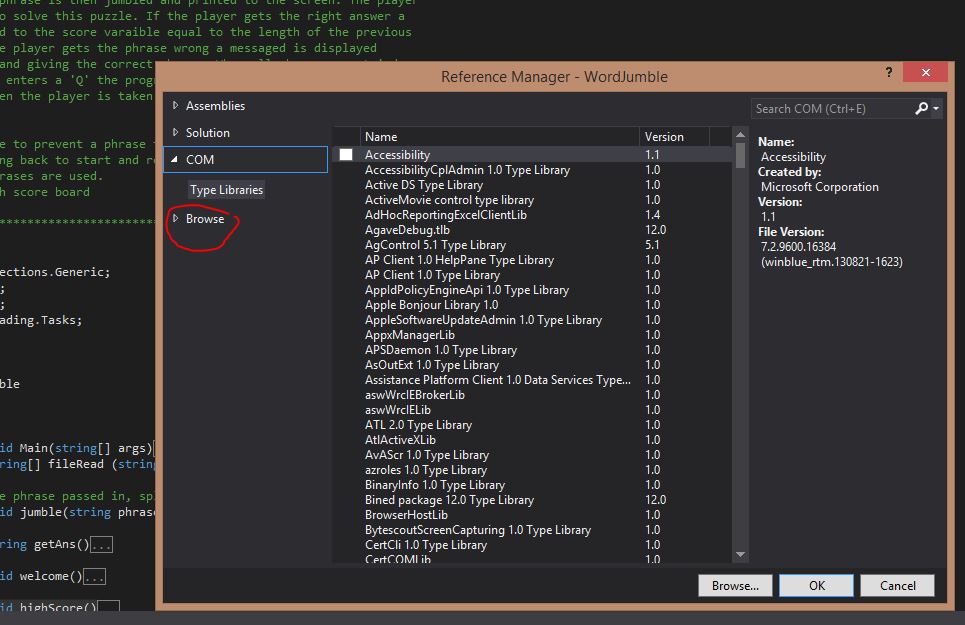 phrase is then jumbled and printed to the screen. The player
o solve this puzzle. If the player gets the right answer a
d to the score varaible equal to the length of the previous
e player gets the phrase wrong a messaged is displayed
and giving the correct
enters a 'Q' the prog
en the player is taken
e to prevent a phrase
ng back to start and re
rases are used.
h score board
Reference Manager - WordJumble
?
Assemblies
Solution
COM
Type Libraries
Browse
Search COM (Ctrl+E)
Name Version
Accessibility 1.1
AccessibilityCplAdmin 1.0 Type Library 1.0
Active DS Type Library 1.0
ActiveMovie control type library 1.0
AdHocReportingExcelClientLib 1.4
AgaveDebug.tlb 12.0
AgControl 5.1 Type Library 5.1
AP Client 1.0 HelpPane Type Library 1.0
AP Client 1.0 Type Library 1.0
AppIdPolicyEngineApi 1.0 Type Library 1.0
Apple Bonjour Library 1.0 1.0
AppleSoftwareUpdateAdmin 1.0 Type Library 1.0
AppxManagerLib 1.0
APSDaemon 1.0 Type Library 1.0
AsOutExt 1.0 Type Library 1.0
Assistance Platform Client 1.0 Data Services Type... 1.0
aswWrcIEBrokerLib 1.0
aswWrcIELib 1.0
ATL 2.0 Type Library 1.0
AtlActiveXLib 1.0
AvAScr 1.0 Type Library 1.0
azroles 1.0 Type Library 1.0
BinaryInfo 1.0 Type Library 1.0
Bined package 12.0 Type Library 12.0
BrowserHostLib 1.0
BytescoutScreenCapturing 1.0 Type Library 1.0
CertCli 1.0 Type Library 1.0
CertCOMLib 1.0
Name:
Accessibility
Created by:
Microsoft Corporation
Version:
1.1
File Version:
7.2.9600.16384
(winblue_rtm.130821-1623)
Browse... OK Cancel
************************
ections.Generic;
;
;
ading.Tasks;
ble
id Main(string[] args)
ring[] fileRead (string
e phrase passed in, sp
id jumble(string phrase
ring getAns()...
id welcome()...
id highScore()...